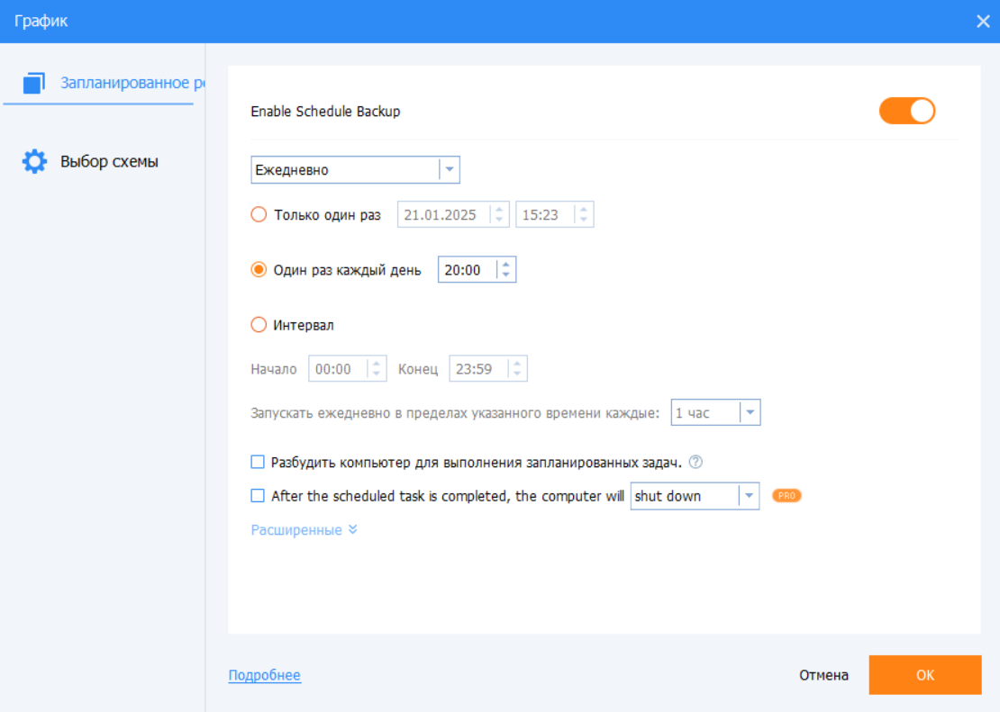 График
Запланированное ре
Выбор схемы
Enable Schedule Backup
Ежедневно
Только один раз 21.01.2025 15:23
Один раз каждый день 20:00
Интервал
Начало 00:00 Конец 23:59
Запускать ежедневно в пределах указанного времени каждые: 1 час
Разбудить компьютер для выполнения запланированных задач. ?
After the scheduled task is completed, the computer will shut down PRO
Расширенные
Подробнее Отмена OK